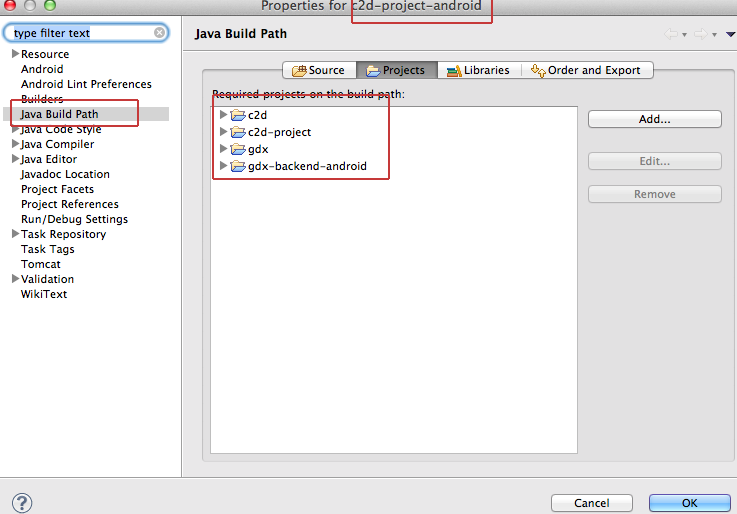 Properties for c2d-project-android
type filter text
Java Build Path
Resource
Android
Android Lint Preferences
Builders
Java Build Path
Java Code Style
Java Compiler
Java Editor
Javadoc Location
Project Facets
Project References
Run/Debug Settings
Task Repository
Task Tags
Tomcat
Validation
WikiText
Source
Projects
Libraries
Order and Export
Required projects on the build path:
c2d
c2d-project
gdx
gdx-backend-android
Add...
Edit...
Remove
?
Cancel
OK